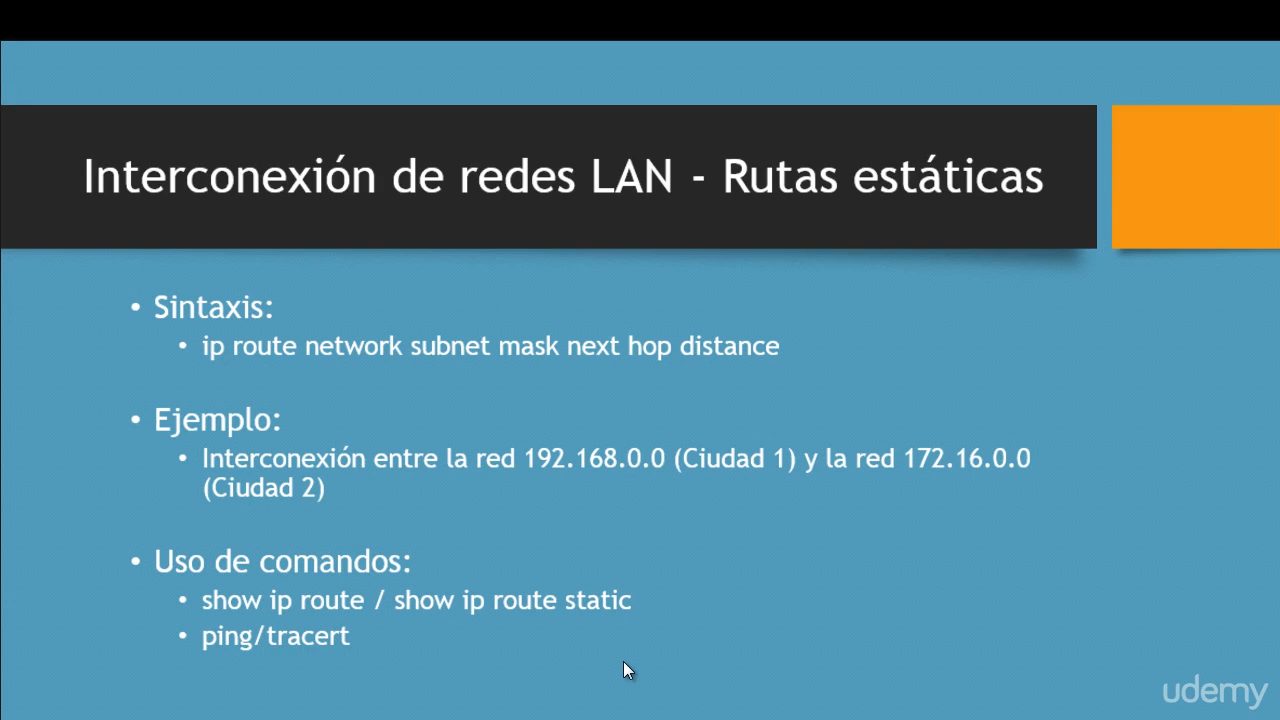 Interconexión de redes LAN - Rutas estáticas
• Sintaxis:
• ip route network subnet mask next hop distance
• Ejemplo:
• Interconexión entre la red 192.168.0.0 (Ciudad 1) y la red 172.16.0.0
(Ciudad 2)
• Uso de comandos:
• show ip route / show ip route static
• ping/tracert
udemy